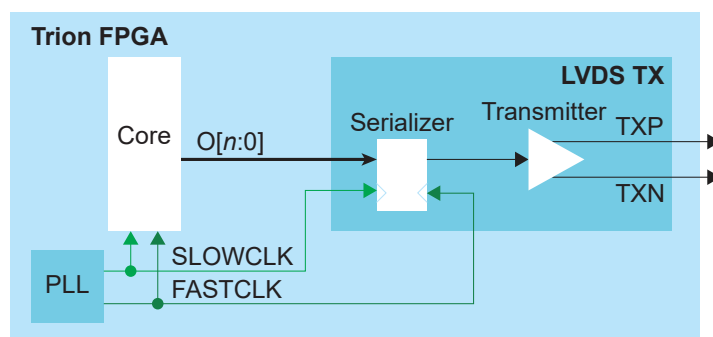 Trion FPGA
LVDS TX
Core
O[n:0]
Serializer
Transmitter
TXP
TXN
SLOWCLK
PLL
FASTCLK